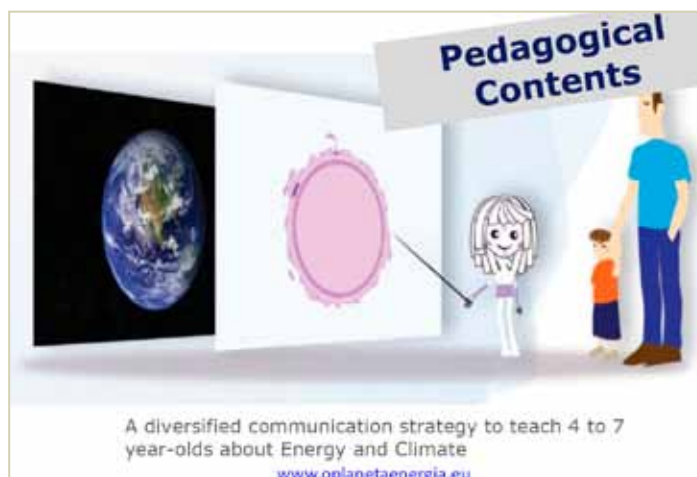 Pedagogical
Contents
A diversified communication strategy to teach 4 to 7
year-olds about Energy and Climate
www.oplanetaenergia.eu